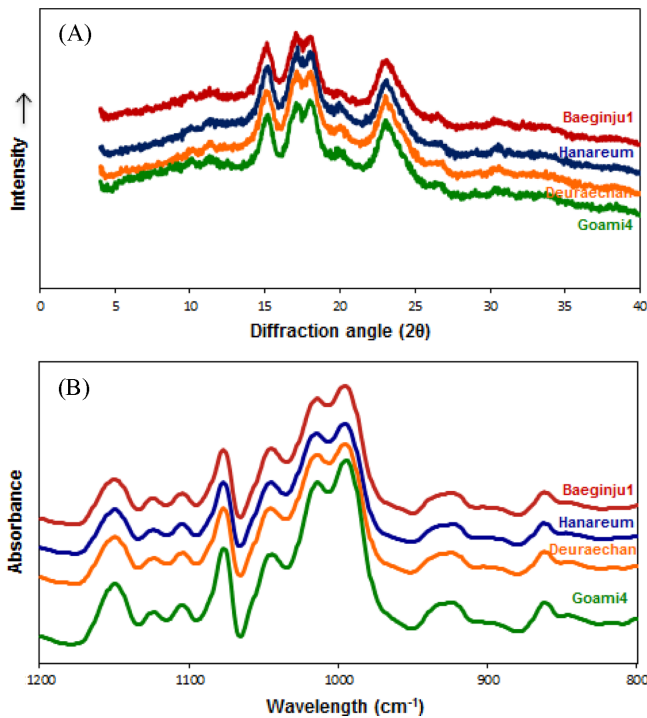 (A)
Intensity →
Baeginju1
Hanareum
Deuraechan
Goami4
0 5 10 15 20 25 30 35 40
Diffraction angle (2θ)
(B)
Absorbance
Baeginju1
Hanareum
Deuraechan
Goami4
1200 1100 1000 900 800
Wavelength (cm⁻¹)